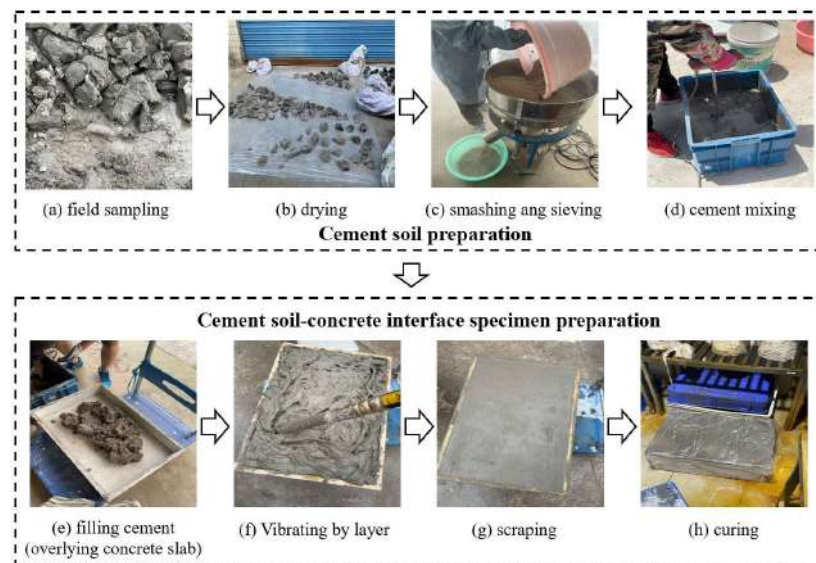 (a) field sampling
(b) drying
(c) smashing ang sieving
(d) cement mixing
Cement soil preparation
Cement soil-concrete interface specimen preparation
(e) filling cement
(overlying concrete slab)
(f) Vibrating by layer
(g) scraping
(h) curing